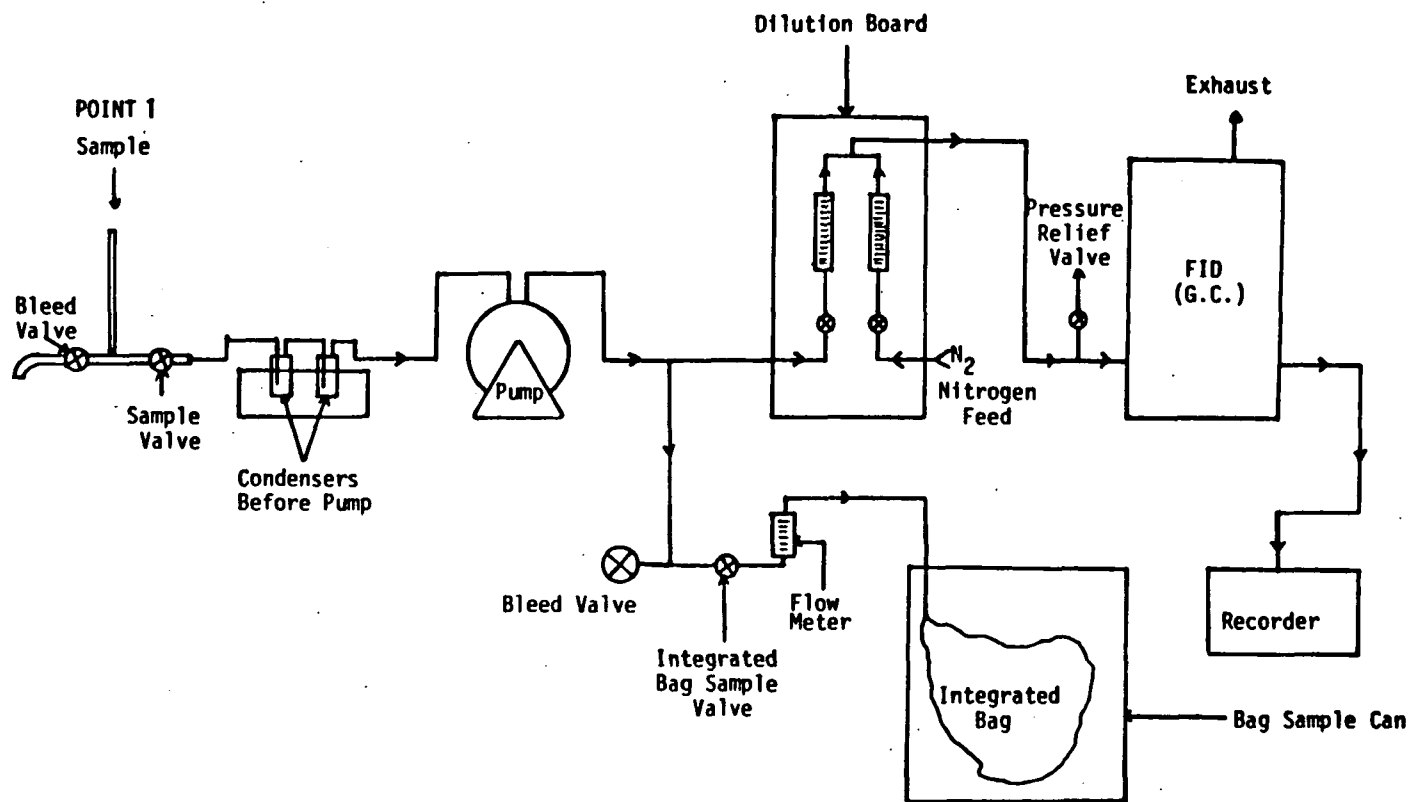 Dilution Board
POINT 1
Sample
Exhaust
Bleed
Valve
Sample
Valve
Condensers
Before Pump
Pump
N2
Nitrogen
Feed
Pressure
Relief
Valve
FID
(G.C.)
Bleed Valve
Integrated
Bag Sample
Valve
Flow
Meter
Integrated
Bag
Recorder
Bag Sample Can